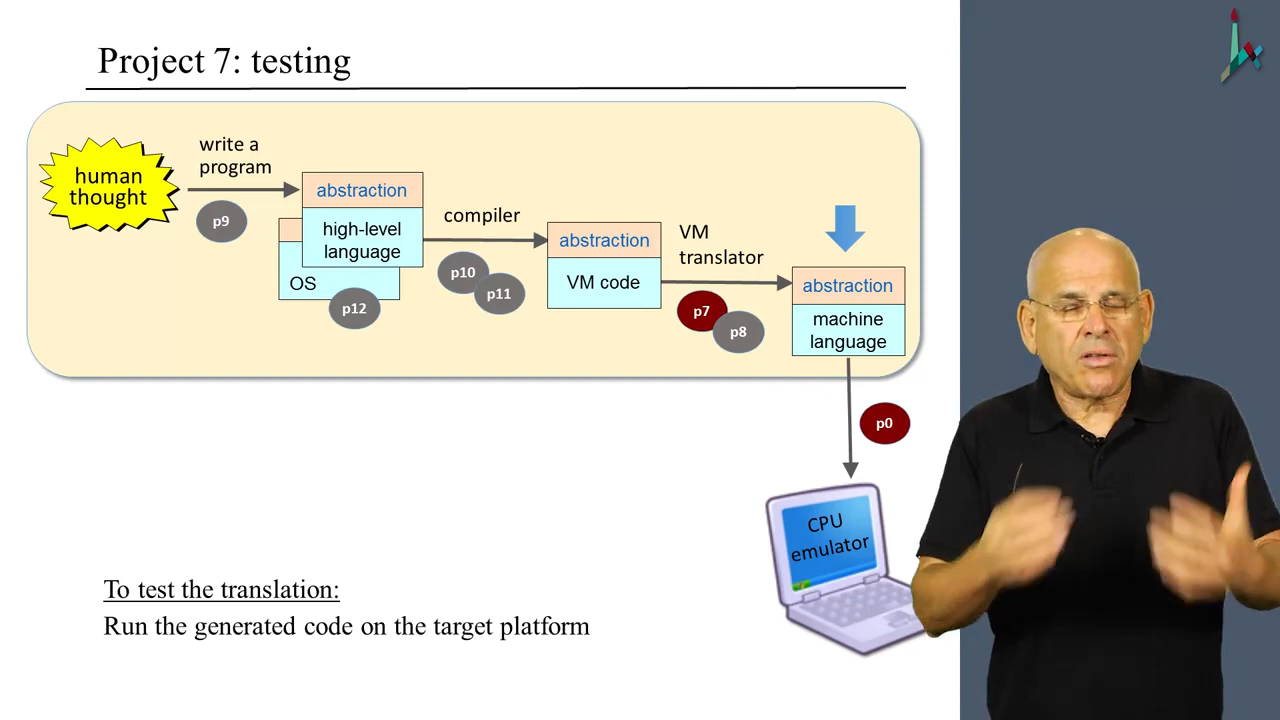 Project 7: testing
human
thought
write a
program
p9
abstraction
high-level
language
OS
p12
compiler
p10
p11
abstraction
VM code
VM
translator
p7
p8
abstraction
machine
language
p0
CPU
emulator
To test the translation:
Run the generated code on the target platform